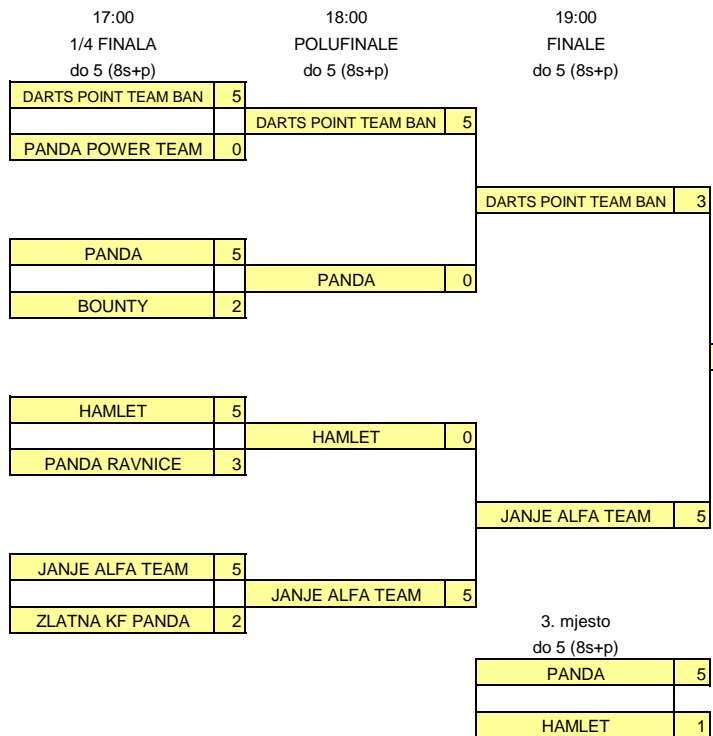 17:00 18:00 19:00
1/4 FINALA POLUFINALE FINALE
do 5 (8s+p) do 5 (8s+p) do 5 (8s+p)
DARTS POINT TEAM BAN 5
DARTS POINT TEAM BAN 5
PANDA POWER TEAM 0
DARTS POINT TEAM BAN 3
PANDA 5
PANDA 0
BOUNTY 2
HAMLET 5
HAMLET 0
PANDA RAVNICE 3
JANJE ALFA TEAM 5
JANJE ALFA TEAM 5
JANJE ALFA TEAM 5
ZLATNA KF PANDA 2
3. mjesto
do 5 (8s+p)
PANDA 5
HAMLET 1